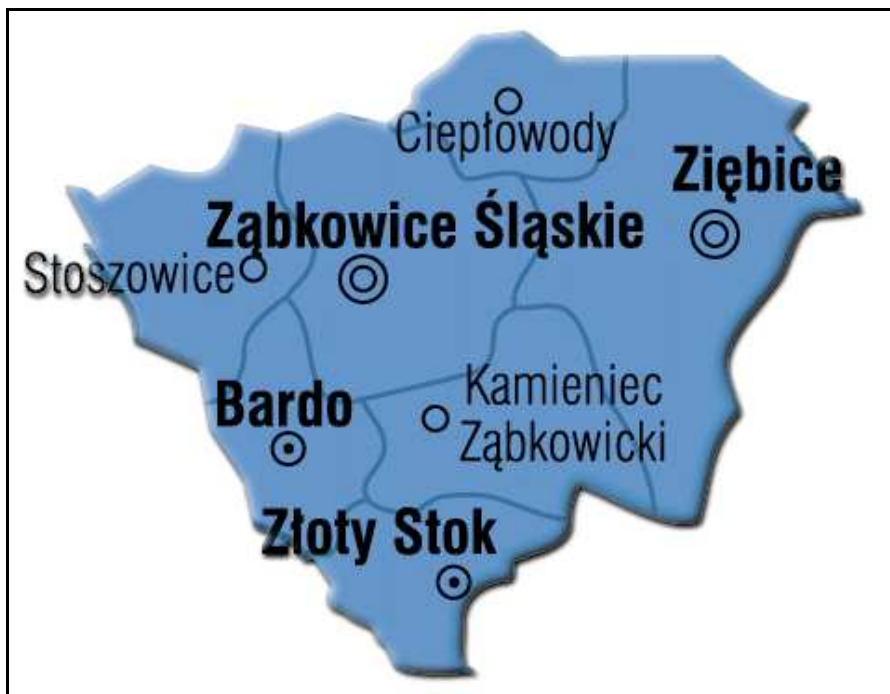 Ciepłowody
Ziębice
Ząbkowice Śląskie
Stoszowice
Kamieniec
Ząbkowicki
Bardo
Złoty Stok